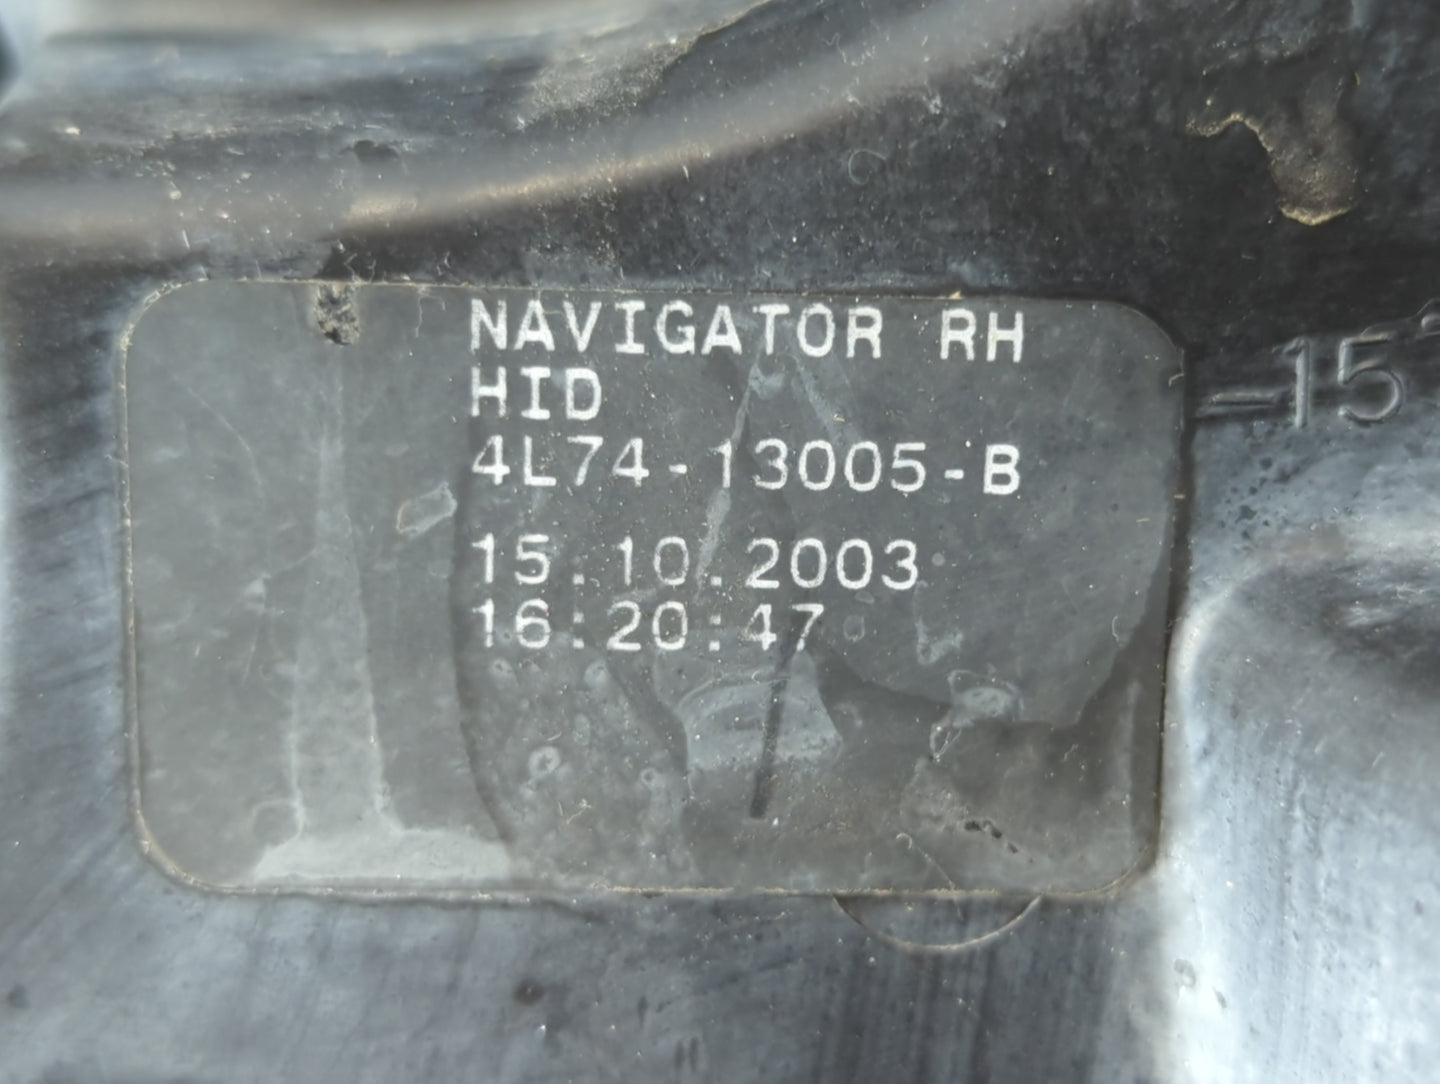 NAVIGATOR RH
HID
4L74-13005-B
15.10.2003
16:20:47
-15